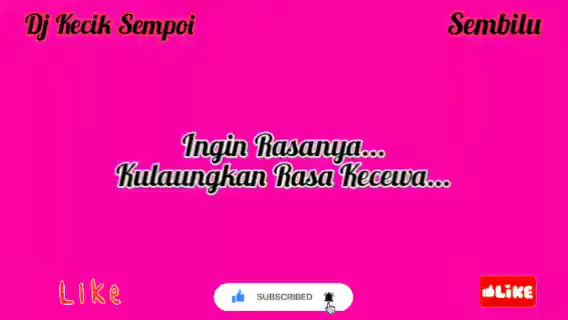 Dj Kecik Sempoi
Sembilu
Ingin Rasanya...
Kulaungkan Rasa Kecewa...
Like
SUBSCRIBED
LIKE